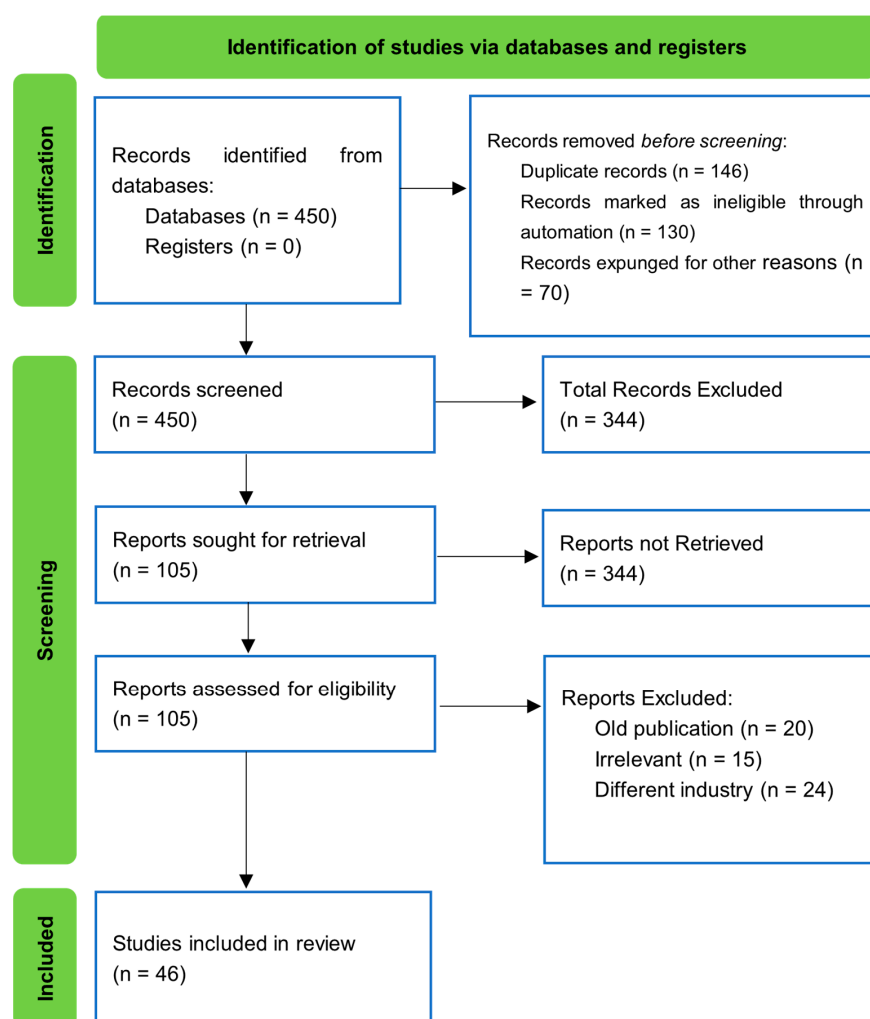 Identification of studies via databases and registers
Identification
Records identified from
databases:
Databases (n = 450)
Registers (n = 0)
Records removed before screening:
Duplicate records (n = 146)
Records marked as ineligible through
automation (n = 130)
Records expunged for other reasons (n
= 70)
Screening
Records screened
(n = 450)
Total Records Excluded
(n = 344)
Reports sought for retrieval
(n = 105)
Reports not Retrieved
(n = 344)
Reports assessed for eligibility
(n = 105)
Reports Excluded:
Old publication (n = 20)
Irrelevant (n = 15)
Different industry (n = 24)
Included
Studies included in review
(n = 46)